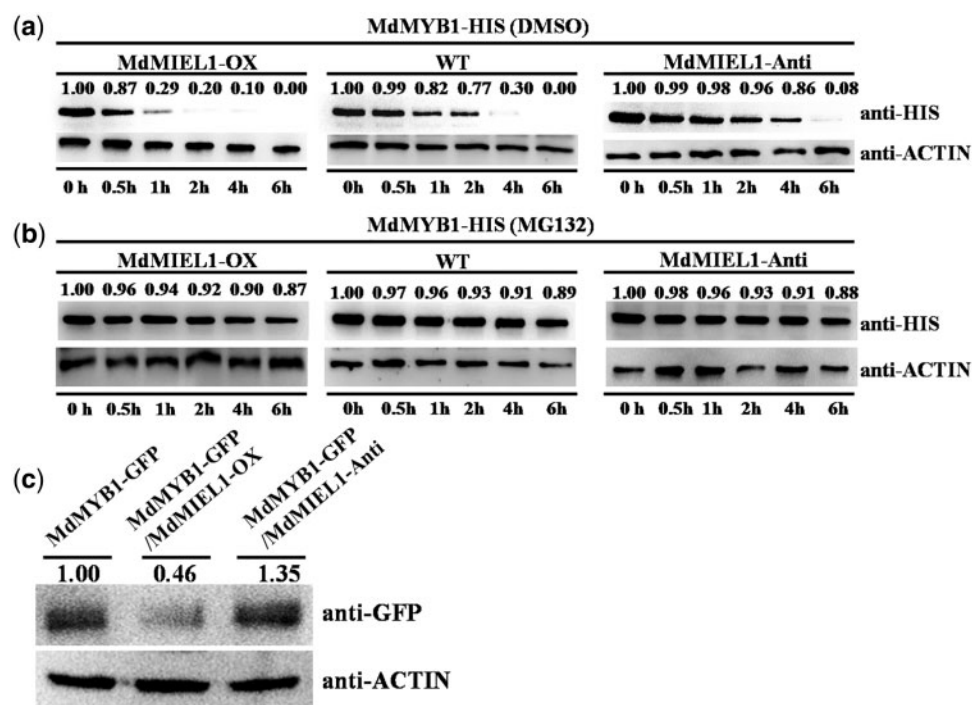 (a)
MdMYB1-HIS (DMSO)
MdMIEL1-OX WT MdMIEL1-Anti
1.00 0.87 0.29 0.20 0.10 0.00 1.00 0.99 0.82 0.77 0.30 0.00 1.00 0.99 0.98 0.96 0.86 0.08
anti-HIS
anti-ACTIN
0 h 0.5h 1h 2h 4h 6h 0h 0.5h 1h 2h 4h 6h 0 h 0.5h 1h 2h 4h 6h
(b)
MdMYB1-HIS (MG132)
MdMIEL1-OX WT MdMIEL1-Anti
1.00 0.96 0.94 0.92 0.90 0.87 1.00 0.97 0.96 0.93 0.91 0.89 1.00 0.98 0.96 0.93 0.91 0.88
anti-HIS
anti-ACTIN
0 h 0.5h 1h 2h 4h 6h 0h 0.5h 1h 2h 4h 6h 0 h 0.5h 1h 2h 4h 6h
(c)
MdMYB1-GFP
MdMYB1-GFP
/MdMIEL1-OX
MdMYB1-GFP
/MdMIEL1-Anti
1.00 0.46 1.35
anti-GFP
anti-ACTIN